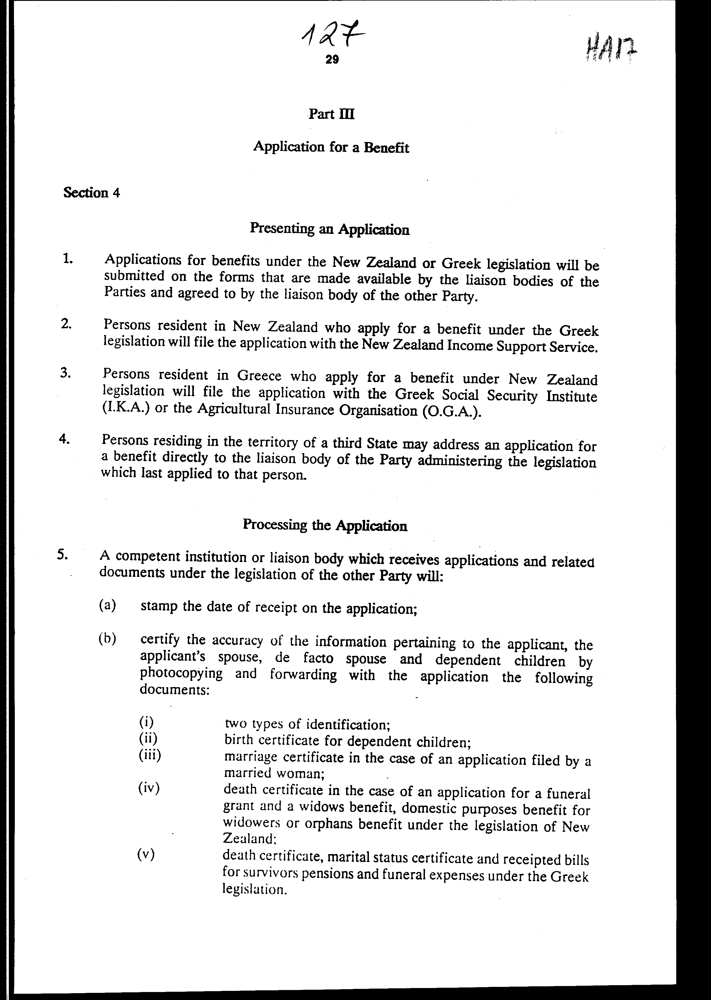 127
29
HA17
Part III
Application for a Benefit
Section 4
Presenting an Application
1. Applications for benefits under the New Zealand or Greek legislation will be
submitted on the forms that are made available by the liaison bodies of the
Parties and agreed to by the liaison body of the other Party.
2. Persons resident in New Zealand who apply for a benefit under the Greek
legislation will file the application with the New Zealand Income Support Service.
3. Persons resident in Greece who apply for a benefit under New Zealand
legislation will file the application with the Greek Social Security Institute
(I.K.A.) or the Agricultural Insurance Organisation (O.G.A.).
4. Persons residing in the territory of a third State may address an application for
a benefit directly to the liaison body of the Party administering the legislation
which last applied to that person.
Processing the Application
5. A competent institution or liaison body which receives applications and related
documents under the legislation of the other Party will:
(a) stamp the date of receipt on the application;
(b) certify the accuracy of the information pertaining to the applicant, the
applicant's spouse, de facto spouse and dependent children by
photocopying and forwarding with the application the following
documents:
(i) two types of identification;
(ii) birth certificate for dependent children;
(iii) marriage certificate in the case of an application filed by a
married woman;
(iv) death certificate in the case of an application for a funeral
grant and a widows benefit, domestic purposes benefit for
widowers or orphans benefit under the legislation of New
Zealand;
(v) death certificate, marital status certificate and receipted bills
for survivors pensions and funeral expenses under the Greek
legislation.